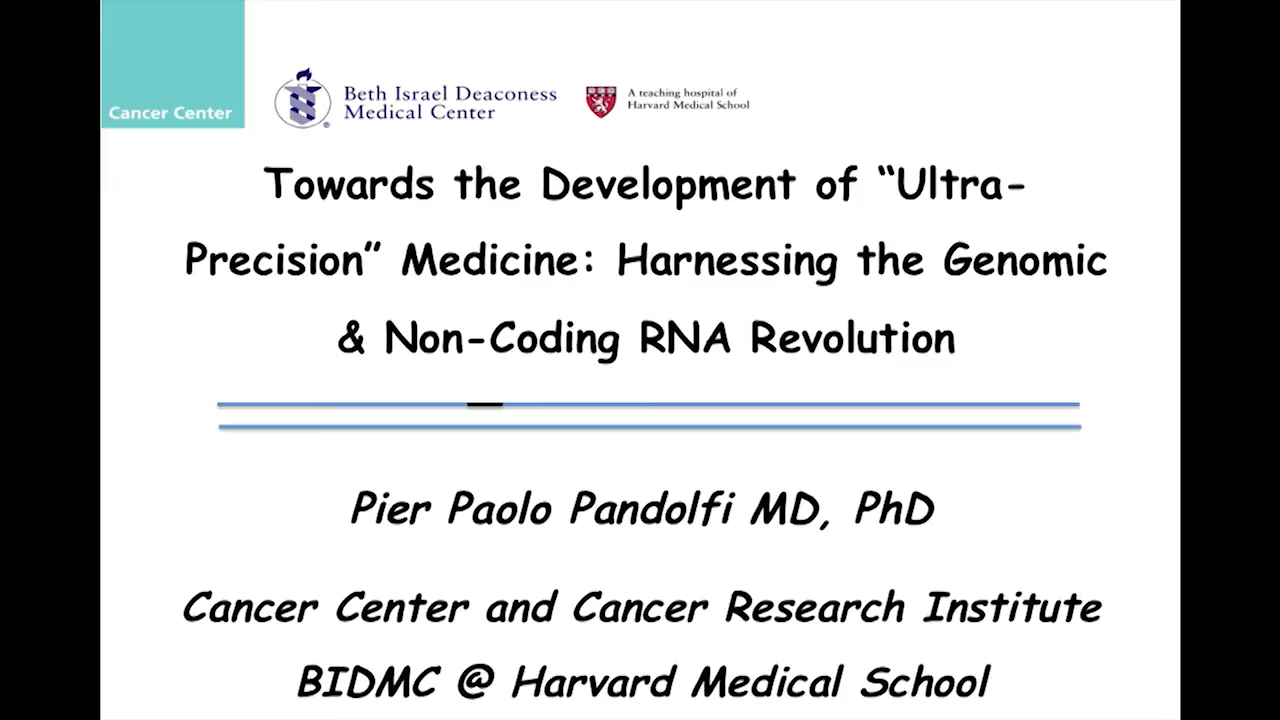 Cancer Center
Beth Israel Deaconess
Medical Center
®
A teaching hospital of
Harvard Medical School
Towards the Development of “Ultra-
Precision” Medicine: Harnessing the Genomic
& Non-Coding RNA Revolution
Pier Paolo Pandolfi MD, PhD
Cancer Center and Cancer Research Institute
BIDMC @ Harvard Medical School